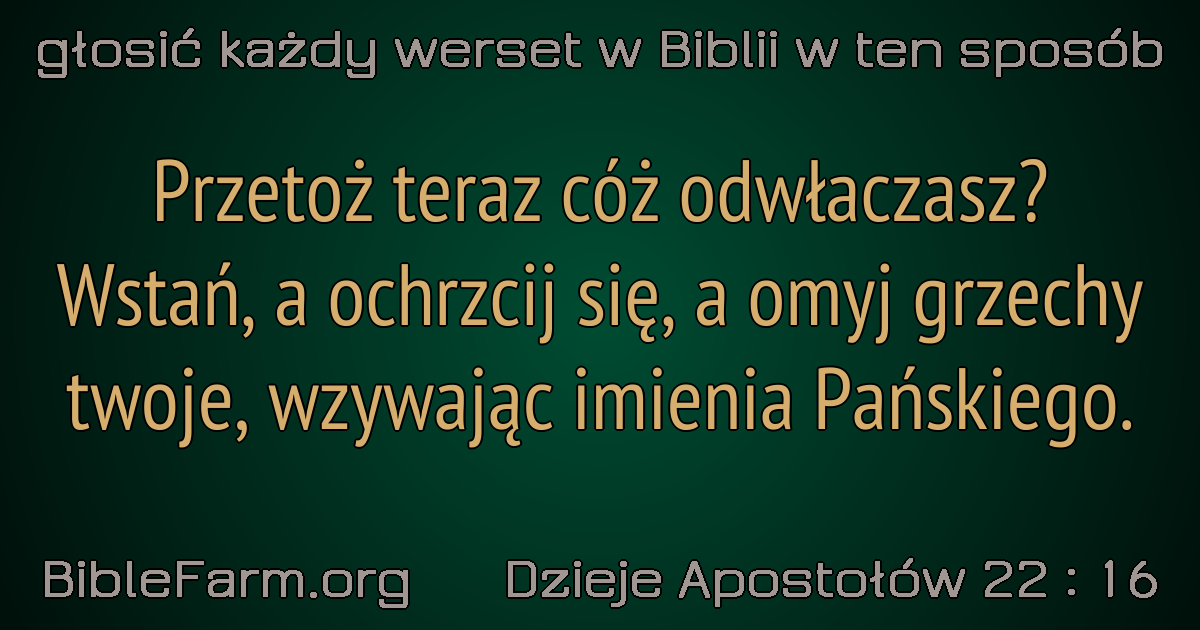 głosić każdy werset w Biblii w ten sposób
Przetoż teraz cóż odwłaczasz?
Wstań, a ochrzcij się, a omyj grzechy
twoje, wzywając imienia Pańskiego.
BibleFarm.org Dzieje Apostołów 22 : 16